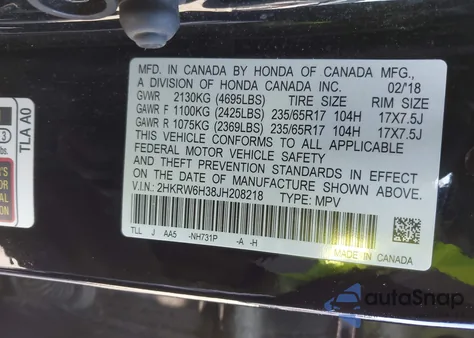 MFD. IN CANADA BY HONDA OF CANADA MFG.,
A DIVISION OF HONDA CANADA INC. 02/18
GVWR 2130KG (4695LBS) TIRE SIZE RIM SIZE
GAWR F 1100KG (2425LBS) 235/65R17 104H 17X7.5J
GAWR R 1075KG (2369LBS) 235/65R17 104H 17X7.5J
THIS VEHICLE CONFORMS TO ALL APPLICABLE
FEDERAL MOTOR VEHICLE SAFETY
AND THEFT PREVENTION STANDARDS IN EFFECT
ON THE DATE OF MANUFACTURE SHOWN ABOVE.
V.I.N: 2HKRW6H38JH208218 TYPE: MPV
TLL J AA5 -NH731P -A -H
MADE IN CANADA
TLA A0
3
lbs.
autoSnap